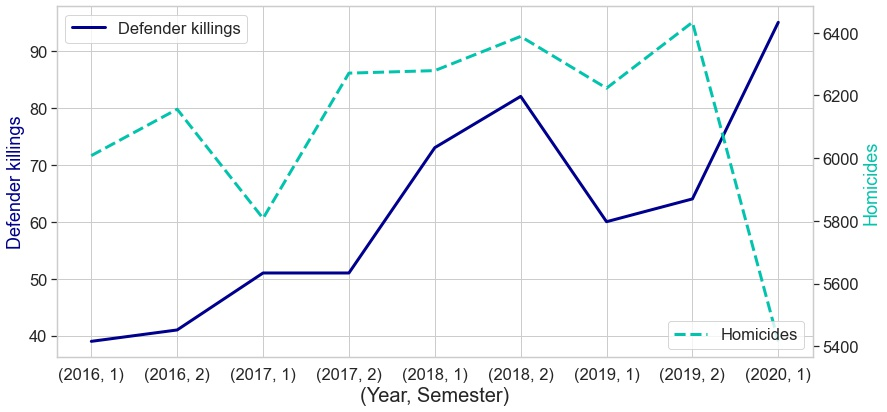 Defender killings
90
80
70
60
50
40
Defender killings
6400
6200
6000
5800
5600
5400
Homicides
Homicides
(2016, 1) (2016, 2) (2017, 1) (2017, 2) (2018, 1) (2018, 2) (2019, 1) (2019, 2) (2020, 1)
(Year, Semester)